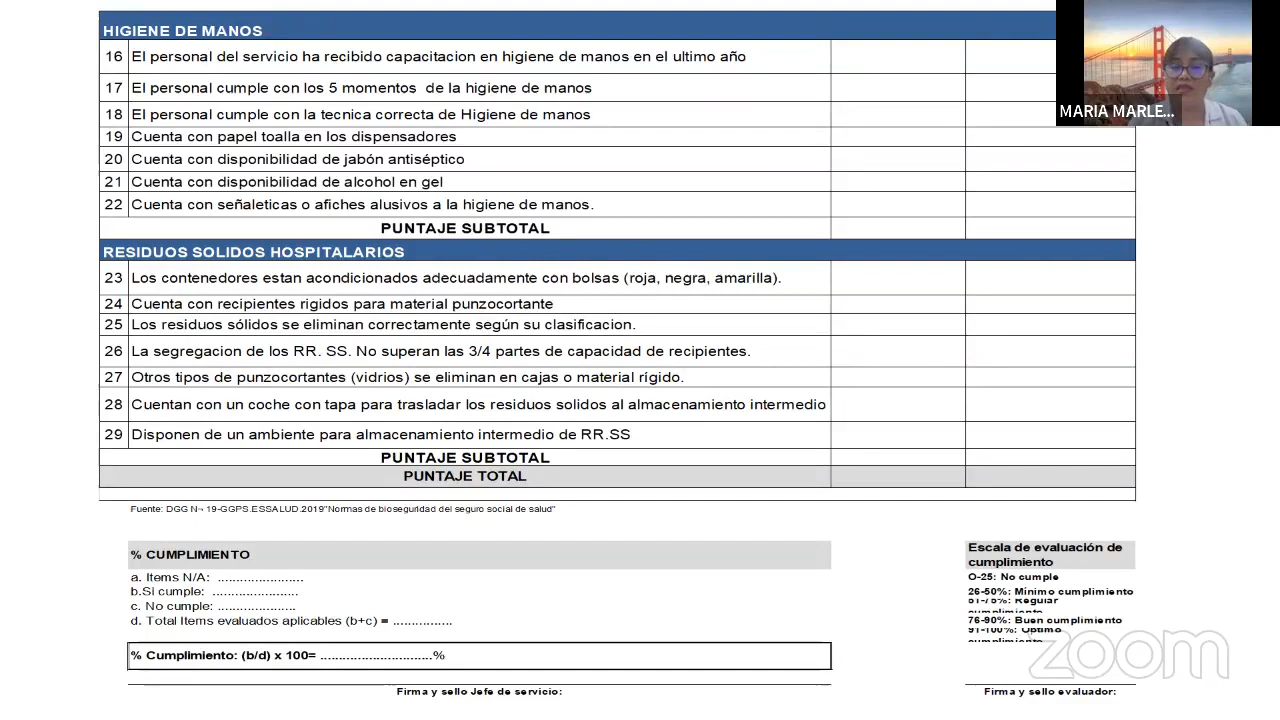 HIGIENE DE MANOS
16 El personal del servicio ha recibido capacitacion en higiene de manos en el ultimo año
17 El personal cumple con los 5 momentos de la higiene de manos
18 El personal cumple con la tecnica correcta de Higiene de manos
19 Cuenta con papel toalla en los dispensadores
20 Cuenta con disponibilidad de jabón antiséptico
21 Cuenta con disponibilidad de alcohol en gel
22 Cuenta con señaleticas o afiches alusivos a la higiene de manos.
PUNTAJE SUBTOTAL
RESIDUOS SOLIDOS HOSPITALARIOS
23 Los contenedores estan acondicionados adecuadamente con bolsas (roja, negra, amarilla).
24 Cuenta con recipientes rigidos para material punzocortante
25 Los residuos sólidos se eliminan correctamente según su clasificacion.
26 La segregacion de los RR. SS. No superan las 3/4 partes de capacidad de recipientes.
27 Otros tipos de punzocortantes (vidrios) se eliminan en cajas o material rígido.
28 Cuentan con un coche con tapa para trasladar los residuos solidos al almacenamiento intermedio
29 Disponen de un ambiente para almacenamiento intermedio de RR.SS
PUNTAJE SUBTOTAL
PUNTAJE TOTAL
Fuente: DGG N¬ 19-GGPS.ESSALUD.2019"Normas de bioseguridad del seguro social de salud"
% CUMPLIMIENTO
a. Items N/A: .......................
b.Si cumple: .......................
c. No cumple: .....................
d. Total Items evaluados aplicables (b+c) = ................
% Cumplimiento: (b/d) x 100= .............................%
Firma y sello Jefe de servicio:
Escala de evaluación de
cumplimiento
O-25: No cumple
26-50%: Mínimo cumplimiento
51-75%: Regular
cumplimiento
76-90%: Buen cumplimiento
91-100%: Optimo
cumplimiento
Firma y sello evaluador:
MARIA MARLE...
zoom